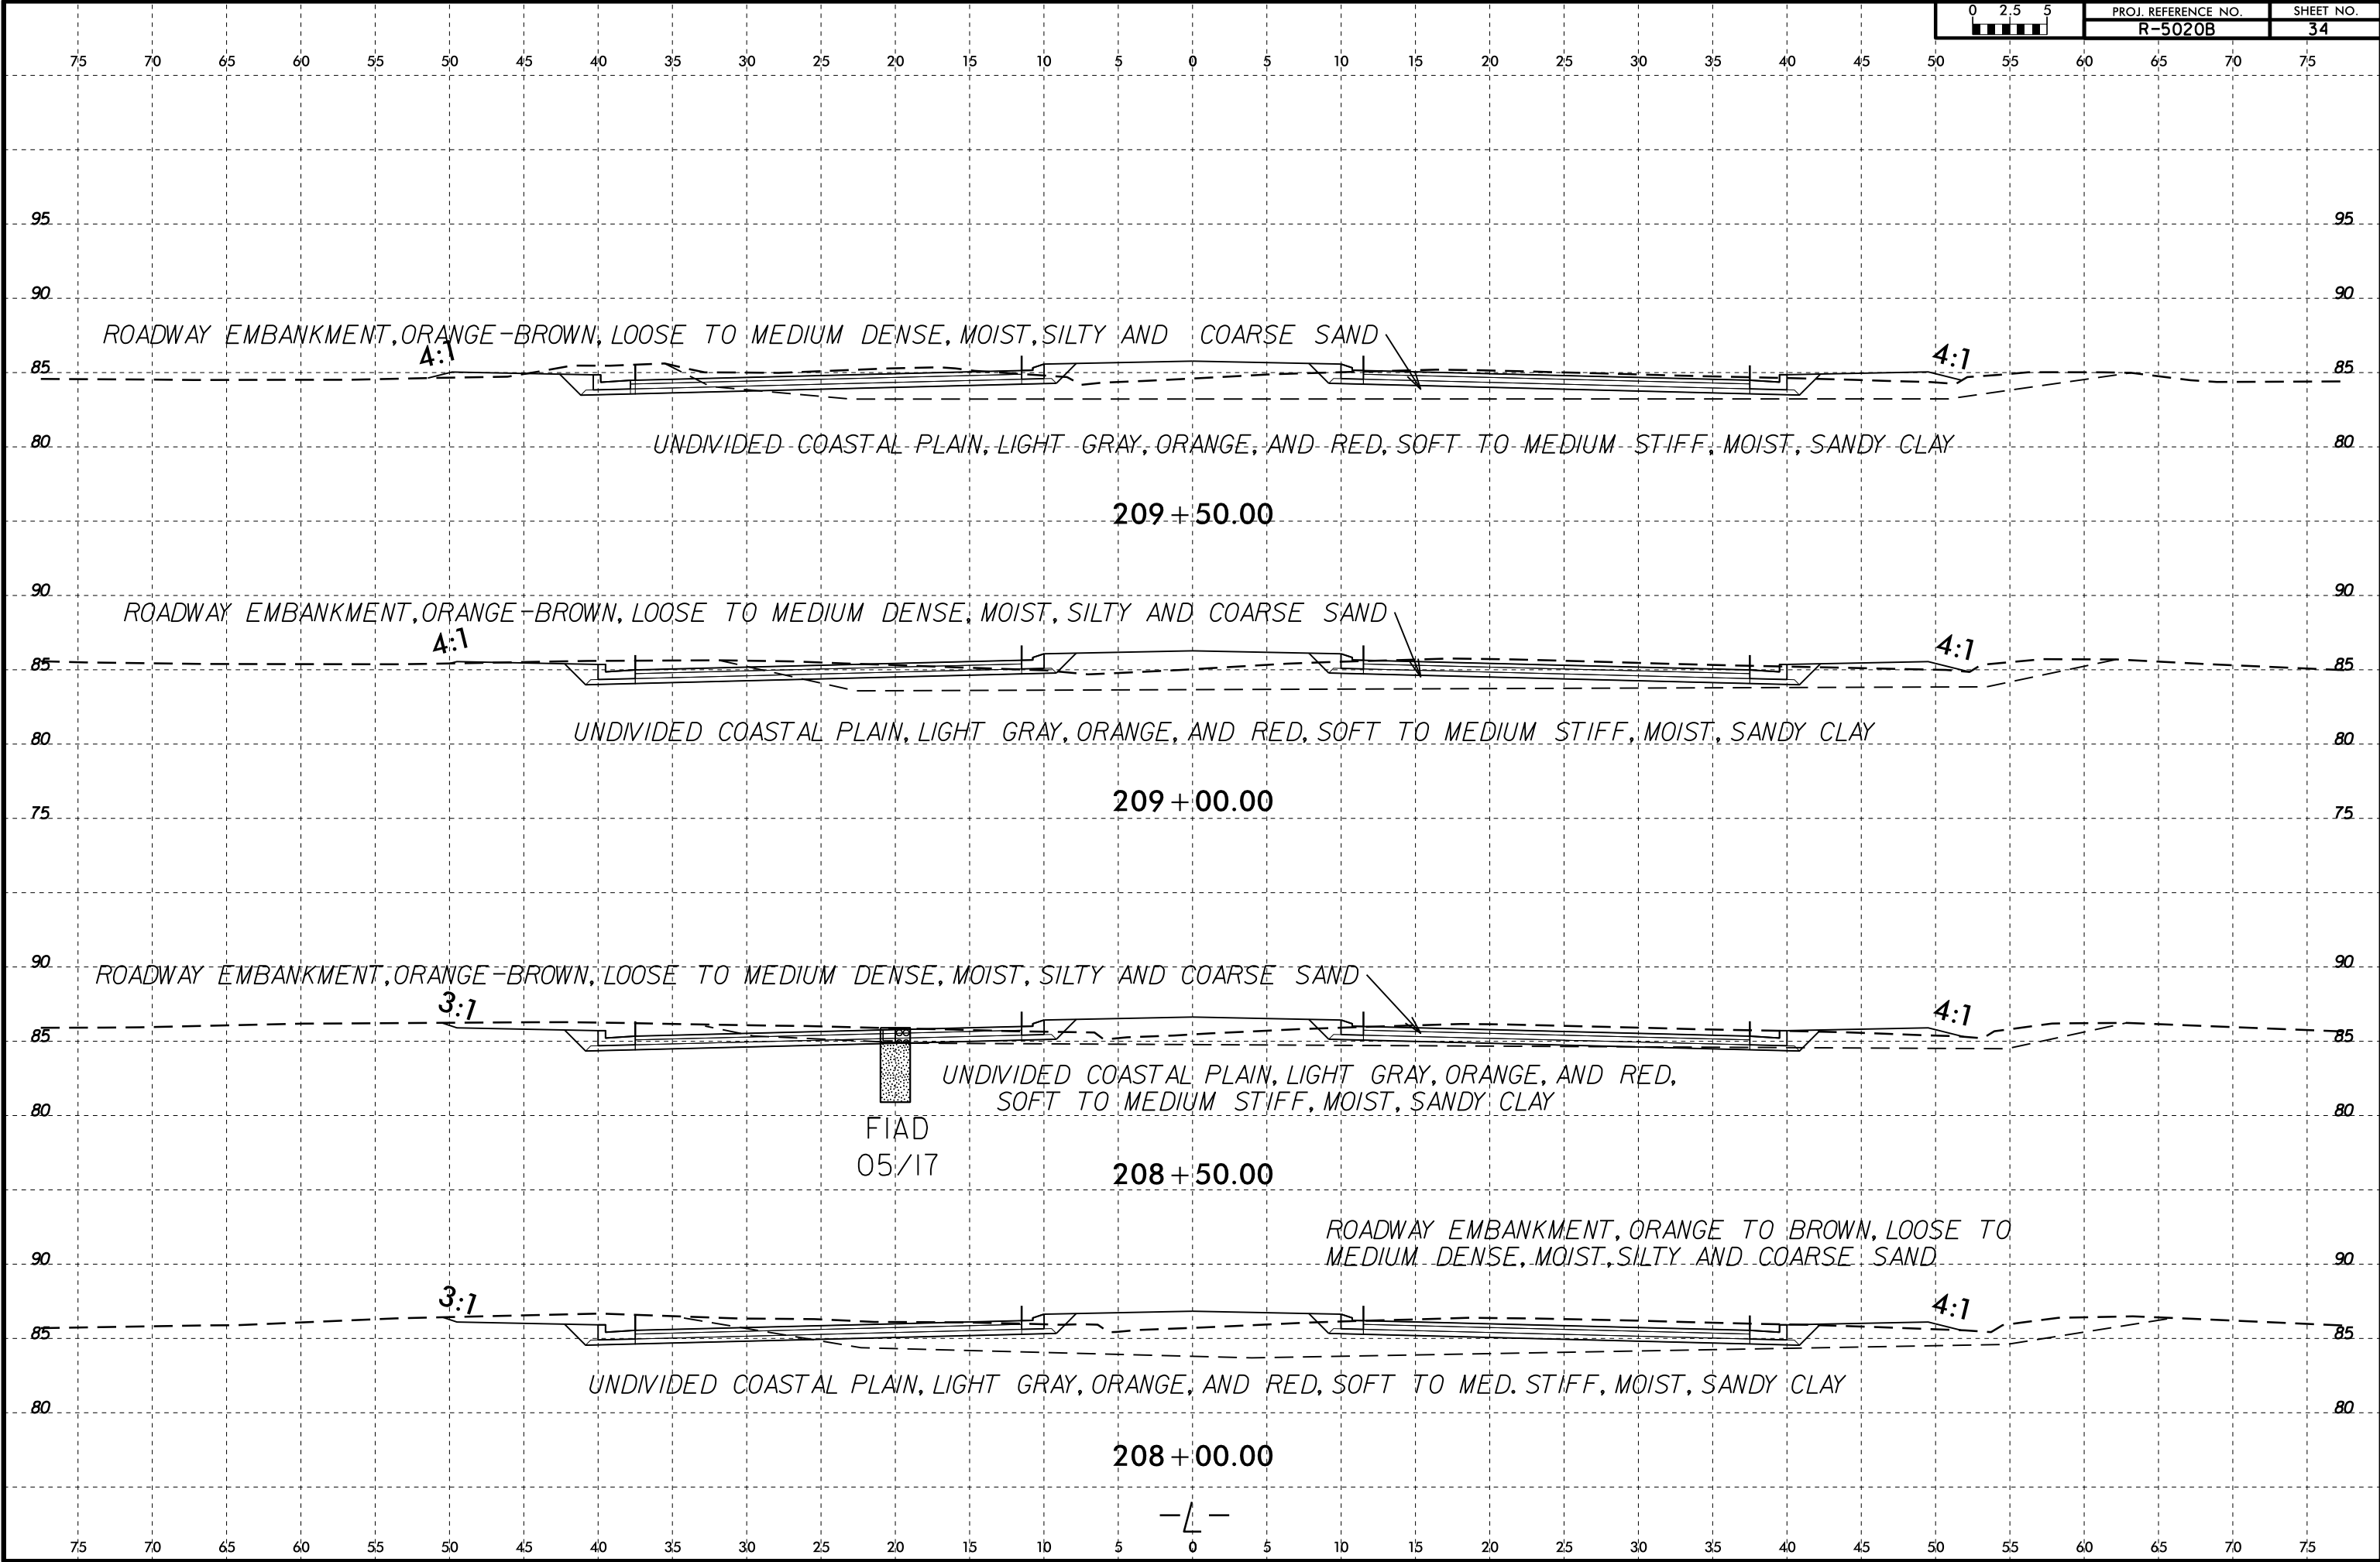 0 2.5 5
PROJ. REFERENCE NO.
SHEET NO.
R-5020B
34
75 70 65 60 55 50 45 40 35 30 25 20 15 10 5 0 5 10 15 20 25 30 35 40 45 50 55 60 65 70 75
95 95
90 90
ROADWAY EMBANKMENT, ORANGE-BROWN, LOOSE TO MEDIUM DENSE, MOIST, SILTY AND COARSE SAND
4:1 4:1
85 85
80 80
UNDIVIDED COASTAL PLAIN, LIGHT GRAY, ORANGE, AND RED, SOFT TO MEDIUM STIFF, MOIST, SANDY CLAY
209+50.00
90 90
ROADWAY EMBANKMENT, ORANGE-BROWN, LOOSE TO MEDIUM DENSE, MOIST, SILTY AND COARSE SAND
4:1 4:1
85 85
UNDIVIDED COASTAL PLAIN, LIGHT GRAY, ORANGE, AND RED, SOFT TO MEDIUM STIFF, MOIST, SANDY CLAY
80 80
209+00.00
75 75
90 90
ROADWAY EMBANKMENT, ORANGE-BROWN, LOOSE TO MEDIUM DENSE, MOIST, SILTY AND COARSE SAND
3:1 4:1
85 85
UNDIVIDED COASTAL PLAIN, LIGHT GRAY, ORANGE, AND RED,
SOFT TO MEDIUM STIFF, MOIST, SANDY CLAY
80 80
FIAD
05/17
208+50.00
ROADWAY EMBANKMENT, ORANGE TO BROWN, LOOSE TO
MEDIUM DENSE, MOIST, SILTY AND COARSE SAND
90 90
3:1 4:1
85 85
UNDIVIDED COASTAL PLAIN, LIGHT GRAY, ORANGE, AND RED, SOFT TO MED. STIFF, MOIST, SANDY CLAY
80 80
208+00.00
-L-
75 70 65 60 55 50 45 40 35 30 25 20 15 10 5 0 5 10 15 20 25 30 35 40 45 50 55 60 65 70 75